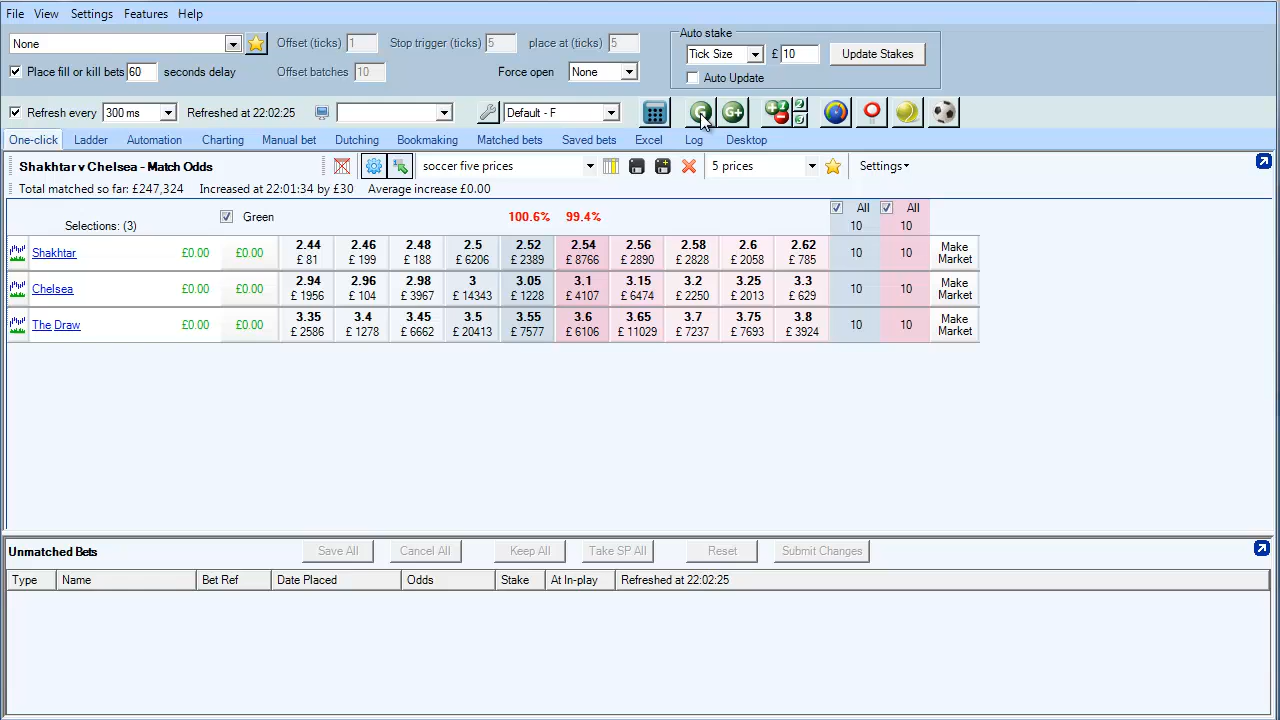 File View Settings Features Help
None Offset (ticks) 1 Stop trigger (ticks) 5 place at (ticks) 5 Auto stake
Tick Size £ 10 Update Stakes
Place fill or kill bets 60 seconds delay Offset batches 10 Force open None Auto Update
Refresh every 300 ms Refreshed at 22:02:25 Default - F G G+ 1 2 3
One-click Ladder Automation Charting Manual bet Dutching Bookmaking Matched bets Saved bets Excel Log Desktop
Shakhtar v Chelsea - Match Odds soccer five prices 5 prices Settings
Total matched so far: £247,324 Increased at 22:01:34 by £30 Average increase £0.00
Selections: (3) Green 100.6% 99.4% All All
10 10
Shakhtar £0.00 £0.00 2.44 2.46 2.48 2.5 2.52 2.54 2.56 2.58 2.6 2.62 10 10 Make
£ 81 £ 199 £ 188 £ 6206 £ 2389 £ 8766 £ 2890 £ 2828 £ 2058 £ 785 Market
Chelsea £0.00 £0.00 2.94 2.96 2.98 3 3.05 3.1 3.15 3.2 3.25 3.3 10 10 Make
£ 1956 £ 104 £ 3967 £ 14343 £ 1228 £ 4107 £ 6474 £ 2250 £ 2013 £ 629 Market
The Draw £0.00 £0.00 3.35 3.4 3.45 3.5 3.55 3.6 3.65 3.7 3.75 3.8 10 10 Make
£ 2586 £ 1278 £ 6662 £ 20413 £ 7577 £ 6106 £ 11029 £ 7237 £ 7693 £ 3924 Market
Unmatched Bets Save All Cancel All Keep All Take SP All Reset Submit Changes
Type Name Bet Ref Date Placed Odds Stake At In-play Refreshed at 22:02:25